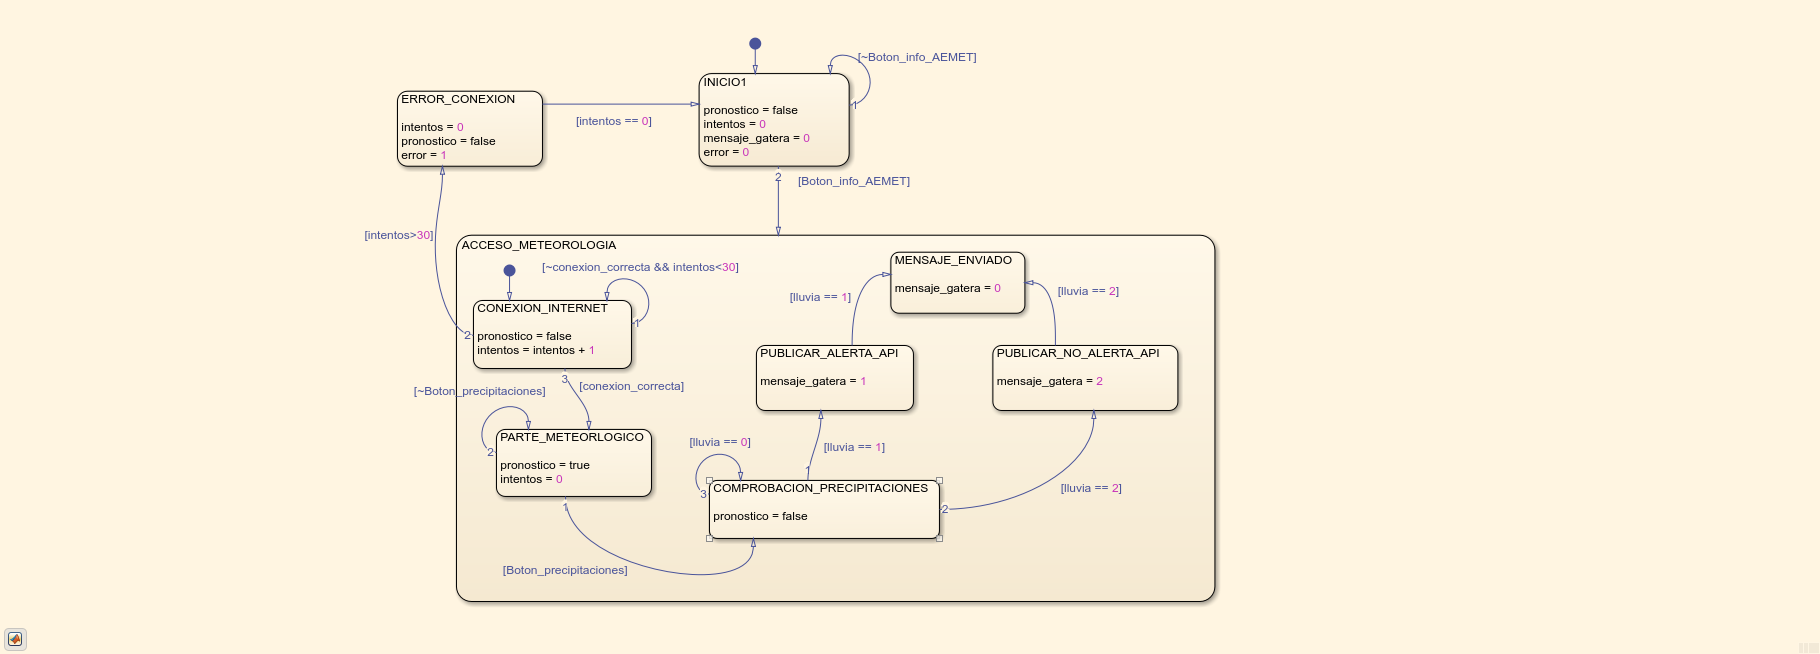 [~Boton_info_AEMET]
INICIO1
pronostico = false
intentos = 0
mensaje_gatera = 0
error = 0
1
2
[Boton_info_AEMET]
ERROR_CONEXION
intentos = 0
pronostico = false
error = 1
[intentos == 0]
[intentos>30]
ACCESO_METEOROLOGIA
[~conexion_correcta && intentos<30]
CONEXION_INTERNET
pronostico = false
intentos = intentos + 1
1
2
3
[conexion_correcta]
[~Boton_precipitaciones]
PARTE_METEORLOGICO
pronostico = true
intentos = 0
2
1
[Boton_precipitaciones]
MENSAJE_ENVIADO
mensaje_gatera = 0
[lluvia == 1]
[lluvia == 2]
PUBLICAR_ALERTA_API
mensaje_gatera = 1
PUBLICAR_NO_ALERTA_API
mensaje_gatera = 2
[lluvia == 0]
[lluvia == 1]
1
3
COMPROBACION_PRECIPITACIONES
pronostico = false
2
[lluvia == 2]